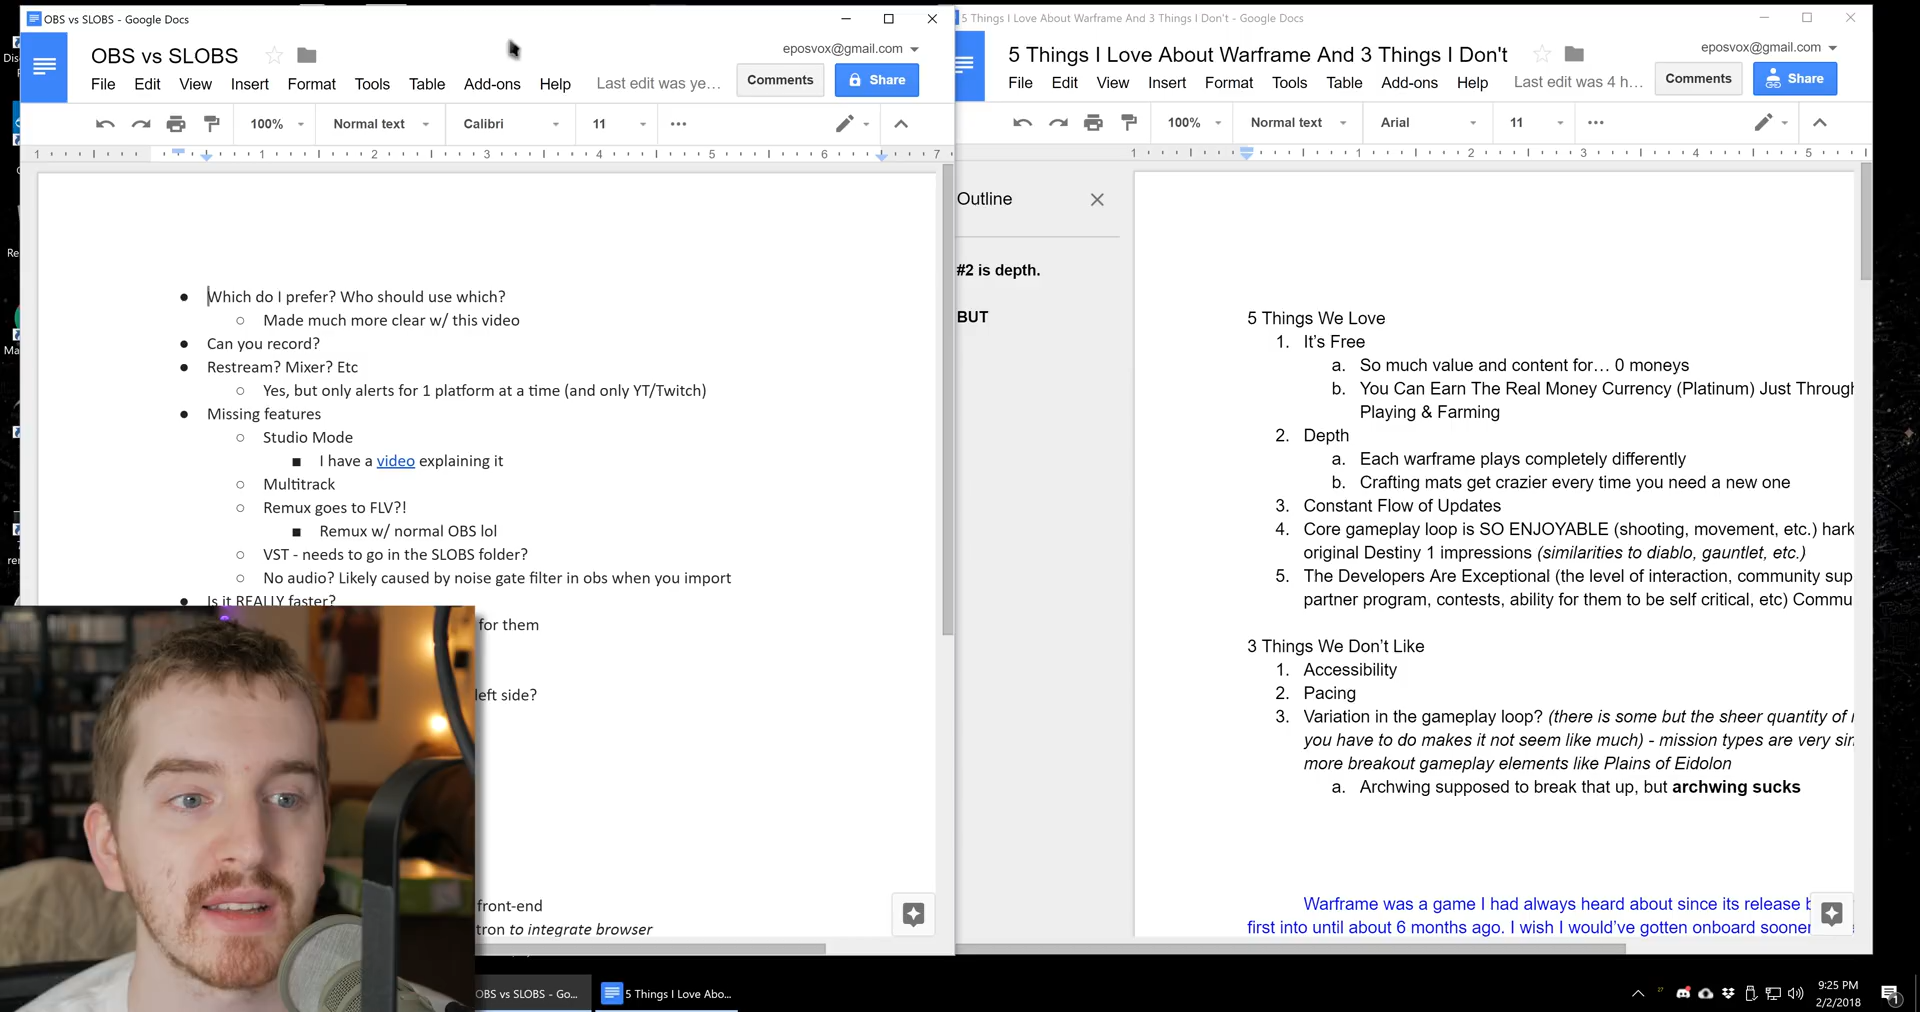 OBS vs SLOBS - Google Docs
OBS vs SLOBS
eposvox@gmail.com
File Edit View Insert Format Tools Table Add-ons Help Last edit was ye... Comments Share
100% Normal text Calibri 11
1 1 2 3 4 5 6 7
Which do I prefer? Who should use which?
Made much more clear w/ this video
Can you record?
Restream? Mixer? Etc
Yes, but only alerts for 1 platform at a time (and only YT/Twitch)
Missing features
Studio Mode
I have a video explaining it
Multitrack
Remux goes to FLV?!
Remux w/ normal OBS lol
VST - needs to go in the SLOBS folder?
No audio? Likely caused by noise gate filter in obs when you import
Is it REALLY faster?
for them
left side?
front-end
tron to integrate browser
5 Things I Love About Warframe And 3 Things I Don't - Google Docs
5 Things I Love About Warframe And 3 Things I Don't
eposvox@gmail.com
File Edit View Insert Format Tools Table Add-ons Help Last edit was 4 h... Comments Share
100% Normal text Arial 11
1 1 2 3 4 5
Outline
#2 is depth.
BUT
5 Things We Love
1. It's Free
a. So much value and content for... 0 moneys
b. You Can Earn The Real Money Currency (Platinum) Just Through
Playing & Farming
2. Depth
a. Each warframe plays completely differently
b. Crafting mats get crazier every time you need a new one
3. Constant Flow of Updates
4. Core gameplay loop is SO ENJOYABLE (shooting, movement, etc.) hark
original Destiny 1 impressions (similarities to diablo, gauntlet, etc.)
5. The Developers Are Exceptional (the level of interaction, community sup
partner program, contests, ability for them to be self critical, etc) Commu
3 Things We Don't Like
1. Accessibility
2. Pacing
3. Variation in the gameplay loop? (there is some but the sheer quantity of
you have to do makes it not seem like much) - mission types are very sin
more breakout gameplay elements like Plains of Eidolon
a. Archwing supposed to break that up, but archwing sucks
Warframe was a game I had always heard about since its release
first into until about 6 months ago. I wish I would've gotten onboard sooner
OBS vs SLOBS - Go... 5 Things I Love Abo...
9:25 PM
2/2/2018
1